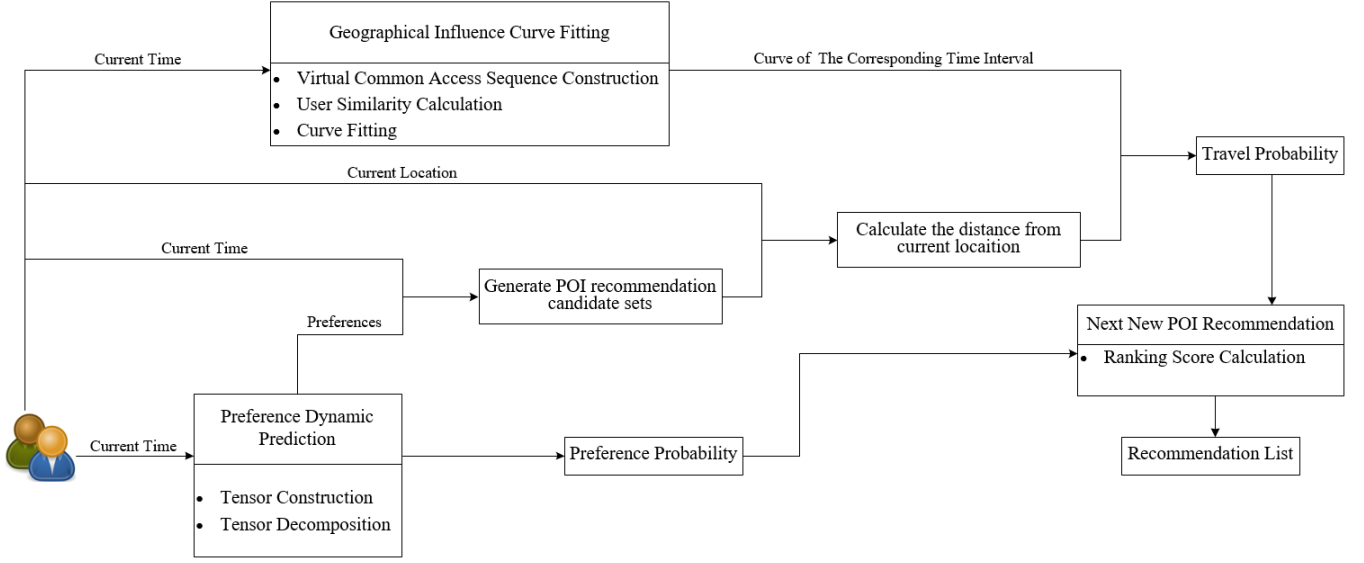 Geographical Influence Curve Fitting
Current Time
Curve of The Corresponding Time Interval
• Virtual Common Access Sequence Construction
• User Similarity Calculation
• Curve Fitting
Travel Probability
Current Location
Calculate the distance from
current locaition
Current Time
Generate POI recommendation
candidate sets
Preferences
Next New POI Recommendation
• Ranking Score Calculation
Preference Dynamic
Prediction
Current Time
Preference Probability
Recommendation List
• Tensor Construction
• Tensor Decomposition